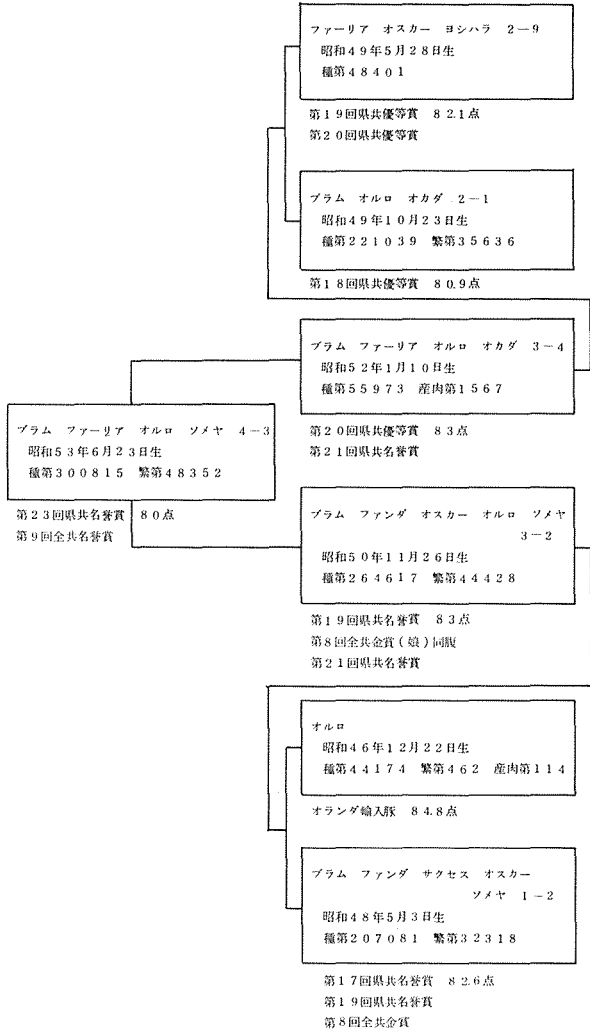 ファーリア オスカー ヨシハラ 2-9
昭和49年5月28日生
種第48401
第19回県共優等賞 82.1点
第20回県共優等賞
プラム オルロ オカダ 2-1
昭和49年10月23日生
種第221039 繁第35636
第18回県共優等賞 80.9点
プラム ファーリア オルロ オカダ 3-4
昭和52年1月10日生
種第55973 産肉第1567
第20回県共優等賞 83点
第21回県共名誉賞
プラム ファーリア オルロ ソメヤ 4-3
昭和53年6月23日生
種第300815 繁第48352
第23回県共名誉賞 80点
第9回全共名誉賞
プラム ファンダ オスカー オルロ ソメヤ
3-2
昭和50年11月26日生
種第264617 繁第44428
第19回県共名誉賞 83点
第8回全共金賞(娘)同腹
第21回県共名誉賞
オルロ
昭和46年12月22日生
種第44174 繁第462 産肉第114
オランダ輸入豚 84.8点
プラム ファンダ サクセス オスカー
ソメヤ 1-2
昭和48年5月3日生
種第207081 繁第32318
第17回県共名誉賞 82.6点
第19回県共名誉賞
第8回全共金賞